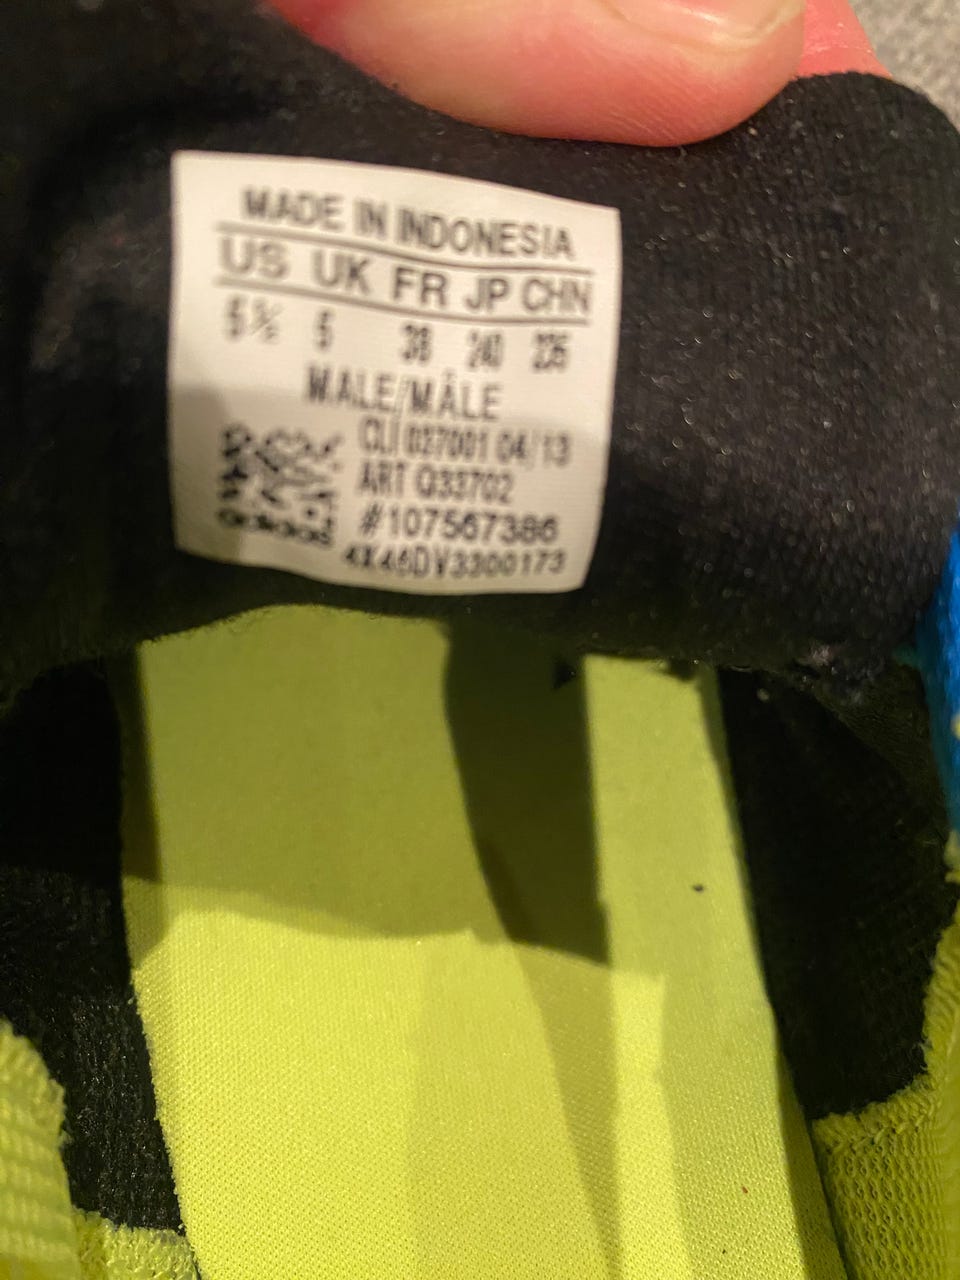 MADE IN INDONESIA
US UK FR JP CHN
5½ 5 38 240 235
MALE/MÂLE
CLI 037001 04/13
ART Q33702
#107567386
adidas 4X46DV3300173